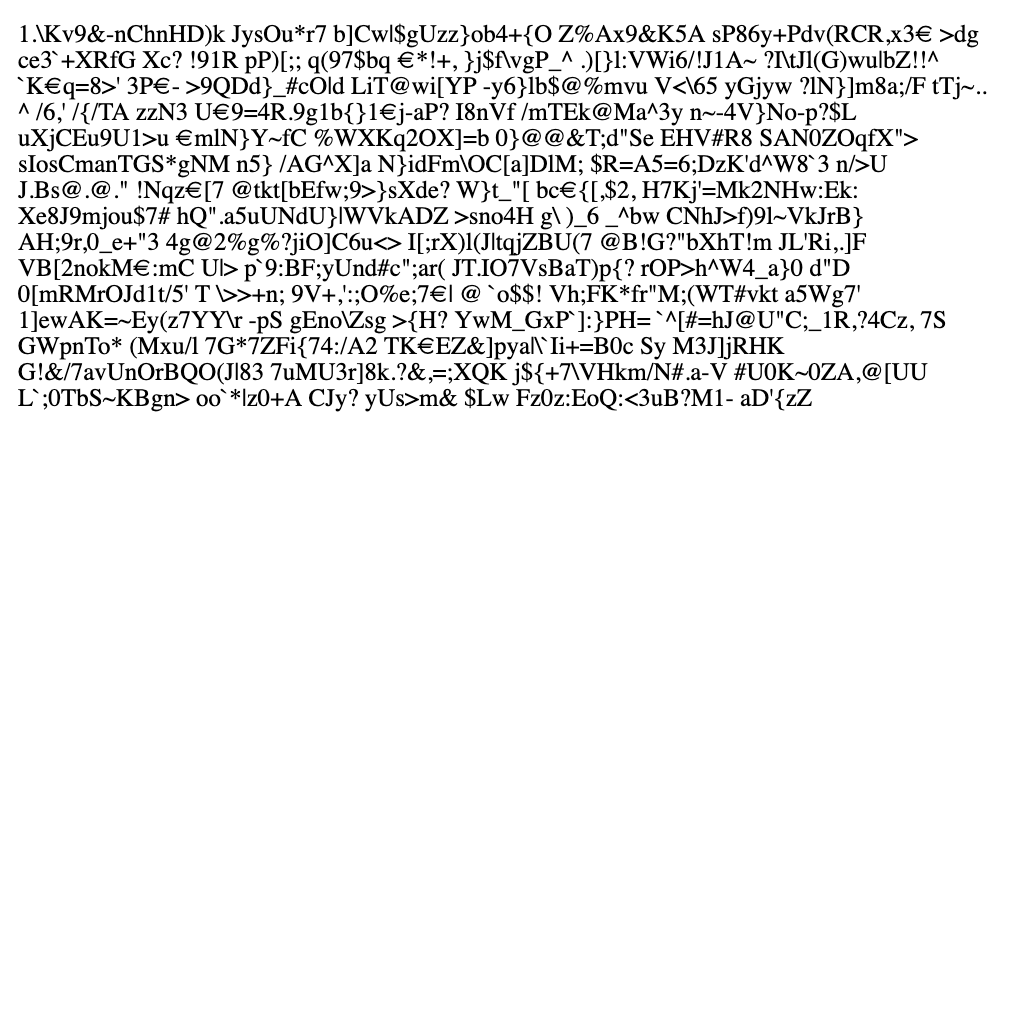 1.\Kv9&-nChnHD)k JysOu*r7 b]Cw|$gUzz}ob4+{O Z%Ax9&K5A sP86y+Pdv(RCR,x3€ >dg
ce3`+XRfG Xc? !91R pP)[;; q(97$bq €*!+, }j$f\vgP_^ .)[}l:VWi6/!J1A~ ?I\tJl(G)wu|bZ!!^
`K€q=8>' 3P€- >9QDd}_#cO|d LiT@wi[YP -y6}lb$@%mvu V<\65 yGjyw ?lN}]m8a;/F tTj~..
^ /6,' /{/TA zzN3 U€9=4R.9g1b{}1€j-aP? I8nVf /mTEk@Ma^3y n~-4V}No-p?$L
uXjCEu9U1>u €mlN}Y~fC %WXKq2OX]=b 0}@@&T;d"Se EHV#R8 SAN0ZOqfX">
sIosCmanTGS*gNM n5} /AG^X]a N}idFm\OC[a]DlM; $R=A5=6;DzK'd^W8`3 n/>U
J.Bs@.@." !Nqz€[7 @tkt[bEfw;9>}sXde? W}t_"[ bc€{[,$2, H7Kj'=Mk2NHw:Ek:
Xe8J9mjou$7# hQ".a5uUNdU}|WVkADZ >sno4H g\ )_6 _^bw CNhJ>f)9l~VkJrB}
AH;9r,0_e+"3 4g@2%g%?jiO]C6u<> I[;rX)l(J|tqjZBU(7 @B!G?"bXhT!m JL'Ri,.]F
VB[2nokM€:mC U|> p`9:BF;yUnd#c";ar( JT.IO7VsBaT)p{? rOP>h^W4_a}0 d"D
0[mRMrOJd1t/5' T \>>+n; 9V+,':;O%e;7€| @ `o$$! Vh;FK*fr"M;(WT#vkt a5Wg7'
1]ewAK=~Ey(z7YY\r -pS gEno\Zsg >{H? YwM_GxP`]:}PH= `^[#=hJ@U"C;_1R,?4Cz, 7S
GWpnTo* (Mxu/l 7G*7ZFi{74:/A2 TK€EZ&]pya|\`Ii+=B0c Sy M3J]jRHK
G!&/7avUnOrBQO(J|83 7uMU3r]8k.?&,=;XQK j${+7\VHkm/N#.a-V #U0K~0ZA,@[UU
L`;0TbS~KBgn> oo`*|z0+A CJy? yUs>m& $Lw Fz0z:EoQ:<3uB?M1- aD'{zZ